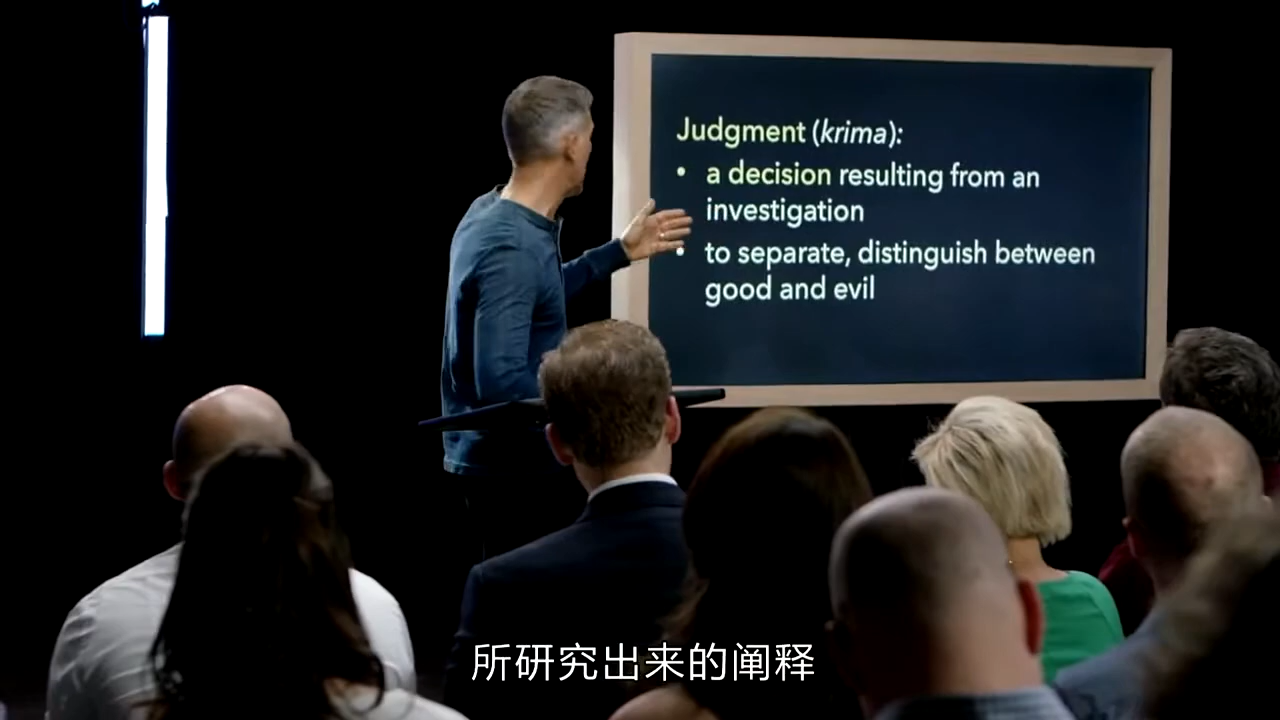 Judgment (krima):
• a decision resulting from an
investigation
• to separate, distinguish between
good and evil
所研究出来的阐释